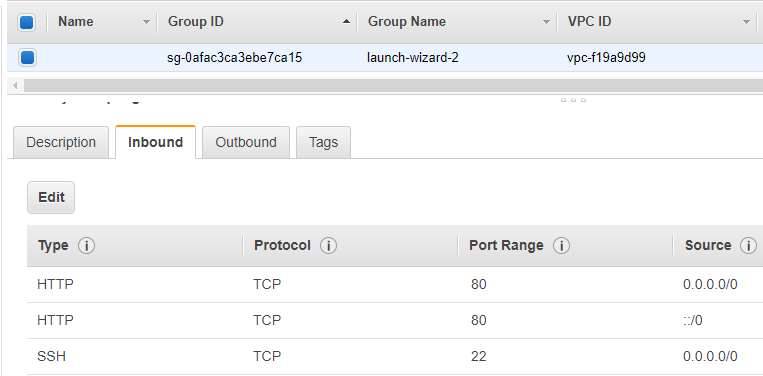 Name Group ID Group Name VPC ID
sg-0afac3ca3ebe7ca15 launch-wizard-2 vpc-f19a9d99
Description Inbound Outbound Tags
Edit
Type Protocol Port Range Source
HTTP TCP 80 0.0.0.0/0
HTTP TCP 80 ::/0
SSH TCP 22 0.0.0.0/0